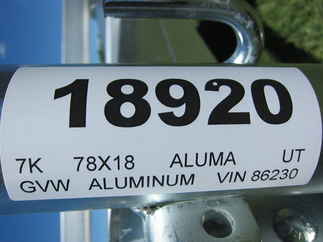 18920
7K 78X18 ALUMA UT
GVW ALUMINUM VIN 86230